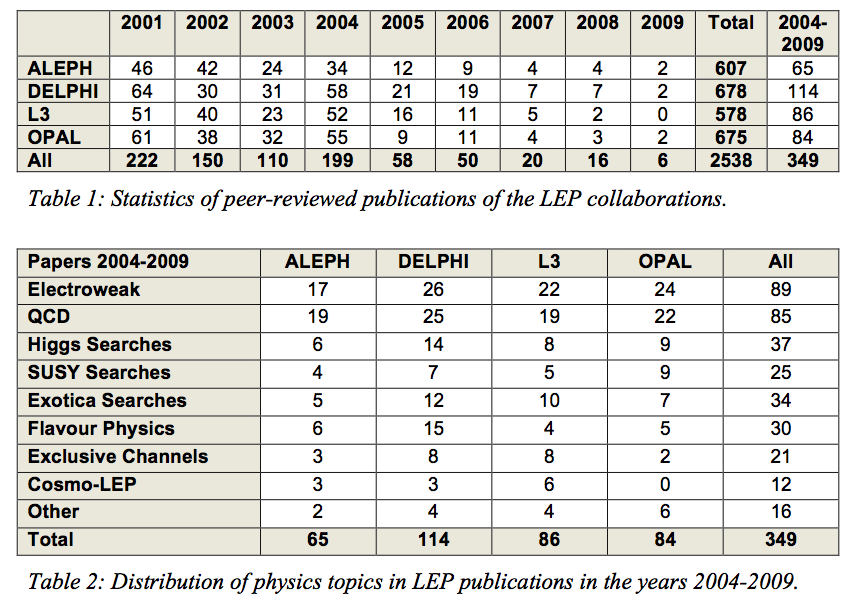 2001 2002 2003 2004 2005 2006 2007 2008 2009 Total 2004-
2009
ALEPH 46 42 24 34 12 9 4 4 2 607 65
DELPHI 64 30 31 58 21 19 7 7 2 678 114
L3 51 40 23 52 16 11 5 2 0 578 86
OPAL 61 38 32 55 9 11 4 3 2 675 84
All 222 150 110 199 58 50 20 16 6 2538 349
Table 1: Statistics of peer-reviewed publications of the LEP collaborations.
Papers 2004-2009 ALEPH DELPHI L3 OPAL All
Electroweak 17 26 22 24 89
QCD 19 25 19 22 85
Higgs Searches 6 14 8 9 37
SUSY Searches 4 7 5 9 25
Exotica Searches 5 12 10 7 34
Flavour Physics 6 15 4 5 30
Exclusive Channels 3 8 8 2 21
Cosmo-LEP 3 3 6 0 12
Other 2 4 4 6 16
Total 65 114 86 84 349
Table 2: Distribution of physics topics in LEP publications in the years 2004-2009.